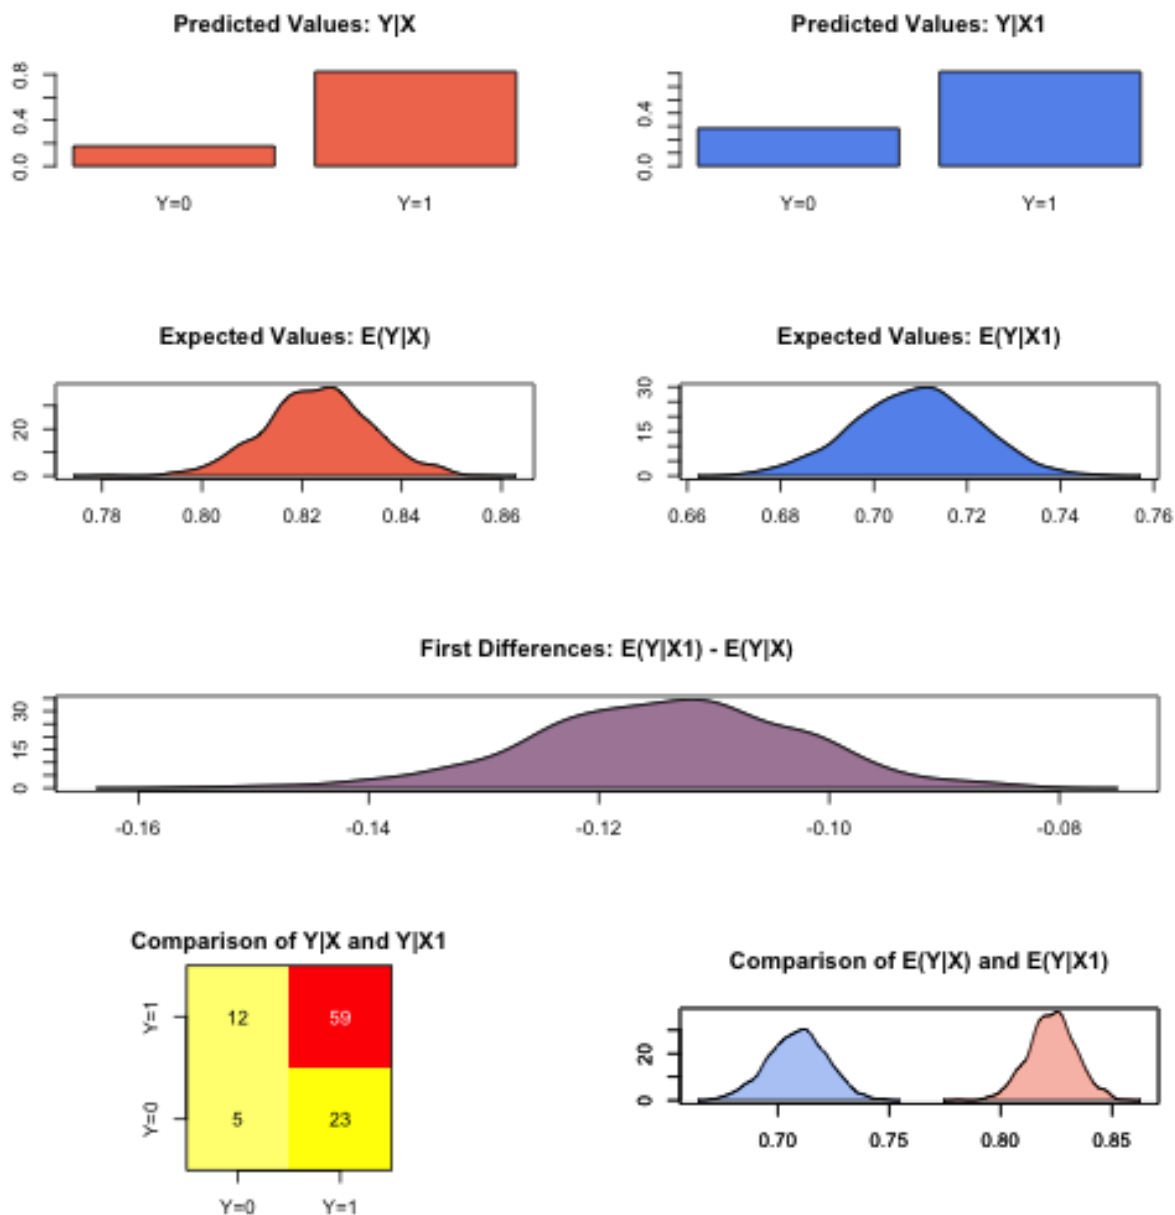 Predicted Values: Y|X
0.0 0.4 0.8
Y=0 Y=1
Predicted Values: Y|X1
0.0 0.4
Y=0 Y=1
Expected Values: E(Y|X)
0 20
0.78 0.80 0.82 0.84 0.86
Expected Values: E(Y|X1)
0 15 30
0.66 0.68 0.70 0.72 0.74 0.76
First Differences: E(Y|X1) - E(Y|X)
0 15 30
-0.16 -0.14 -0.12 -0.10 -0.08
Comparison of Y|X and Y|X1
Y=1 12 59
Y=0 5 23
Y=0 Y=1
Comparison of E(Y|X) and E(Y|X1)
0 20
0.70 0.75 0.80 0.85